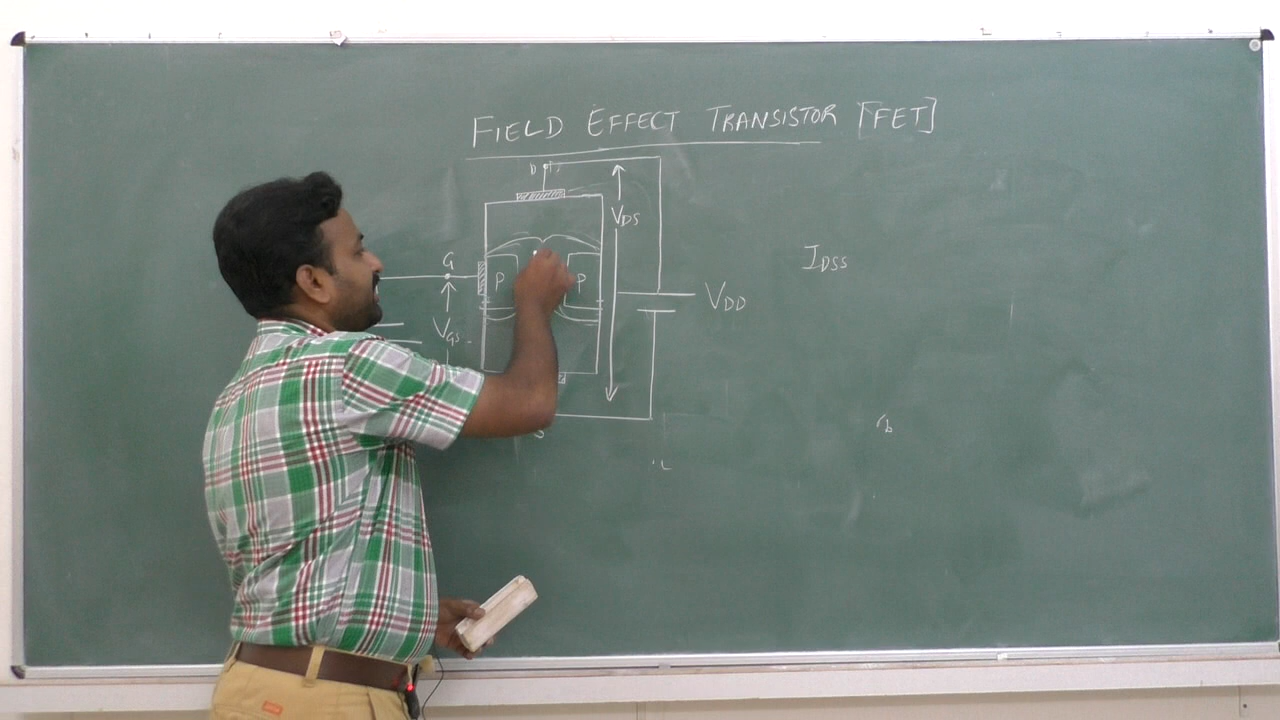 FIELD EFFECT TRANSISTOR [FET]
D
VDS
G
P
P
VDD
IDSS
VGS
S